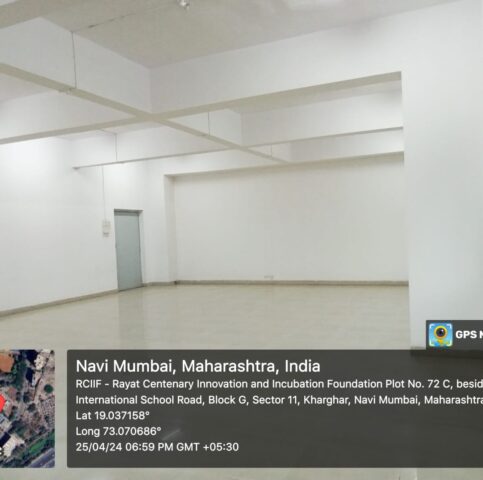 GPS
Navi Mumbai, Maharashtra, India
RCIIF - Rayat Centenary Innovation and Incubation Foundation Plot No. 72 C, besid
International School Road, Block G, Sector 11, Kharghar, Navi Mumbai, Maharashtra
Lat 19.037158°
Long 73.070686°
25/04/24 06:59 PM GMT +05:30